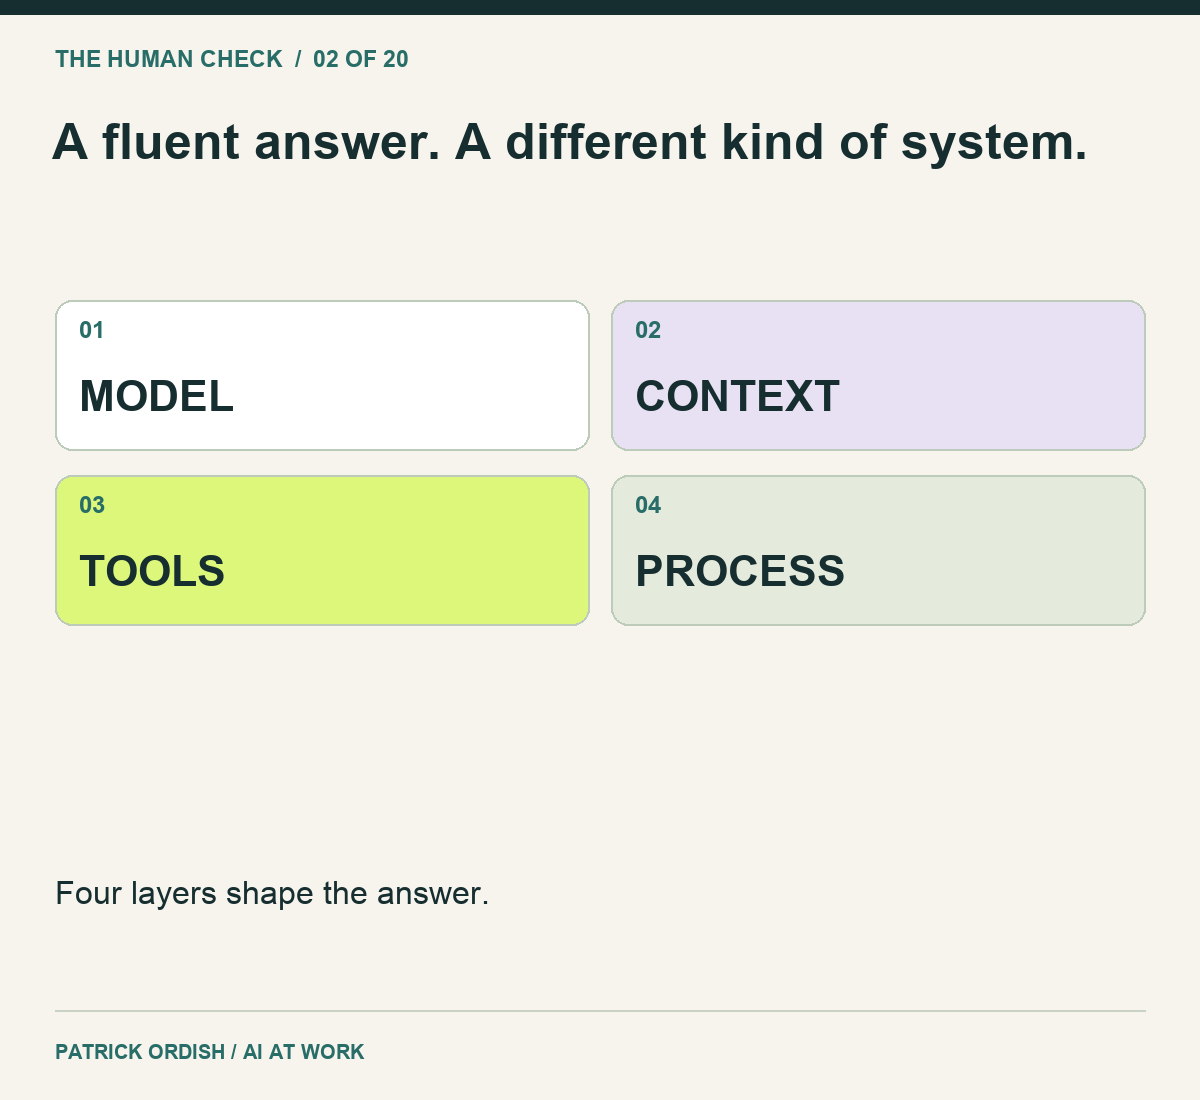 THE HUMAN CHECK / 02 OF 20
A fluent answer. A different kind of system.
01
MODEL
02
CONTEXT
03
TOOLS
04
PROCESS
Four layers shape the answer.
PATRICK ORDISH / AI AT WORK